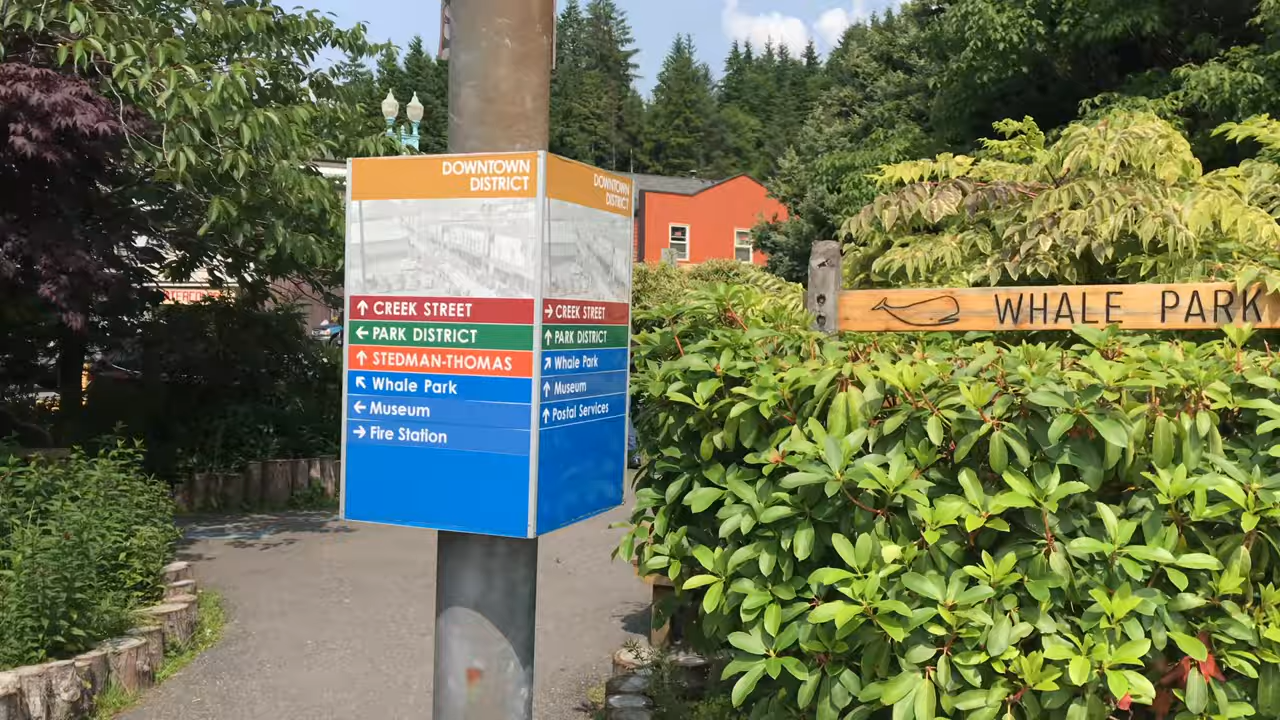 DOWNTOWN
DISTRICT
↑ CREEK STREET
← PARK DISTRICT
↑ STEDMAN-THOMAS
↖ Whale Park
← Museum
→ Fire Station
DOWNTOWN
DISTRICT
→ CREEK STREET
↑ PARK DISTRICT
↗ Whale Park
↑ Museum
↑ Postal Services
WHALE PARK